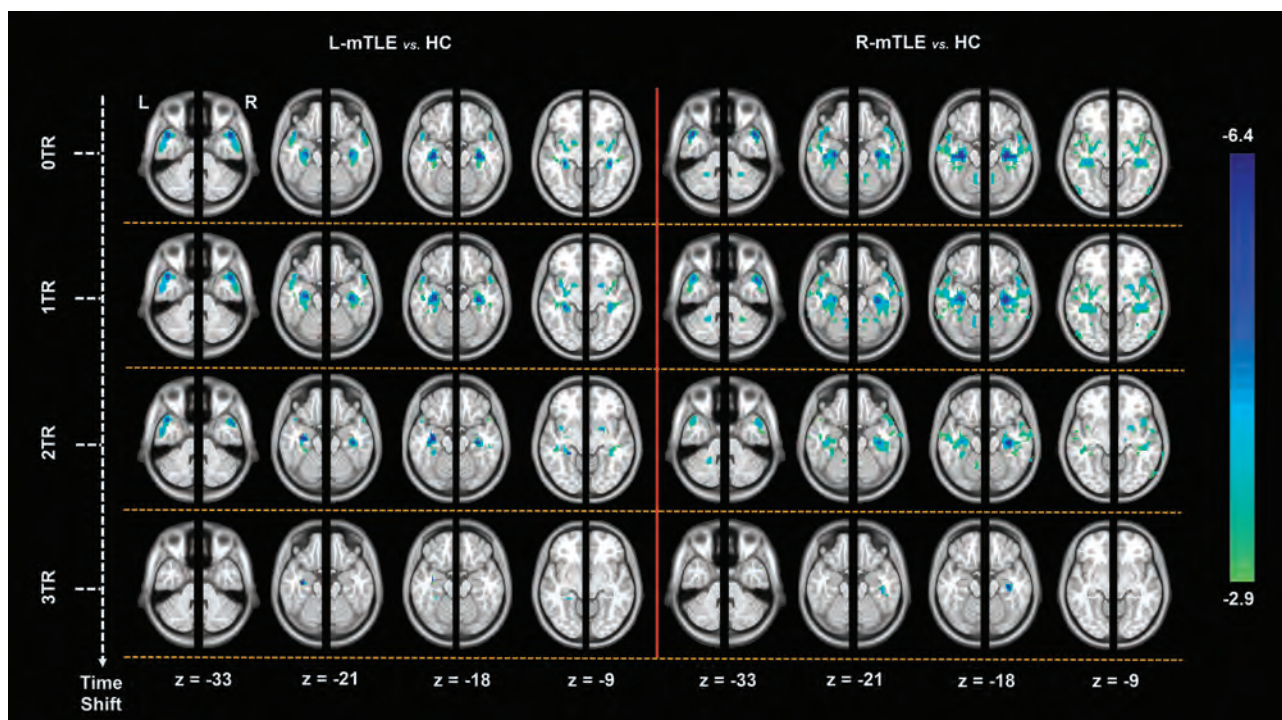 L-mTLE vs. HC
R-mTLE vs. HC
L
R
-6.4
0TR
1TR
2TR
3TR
-2.9
Time
Shift
z = -33
z = -21
z = -18
z = -9
z = -33
z = -21
z = -18
z = -9